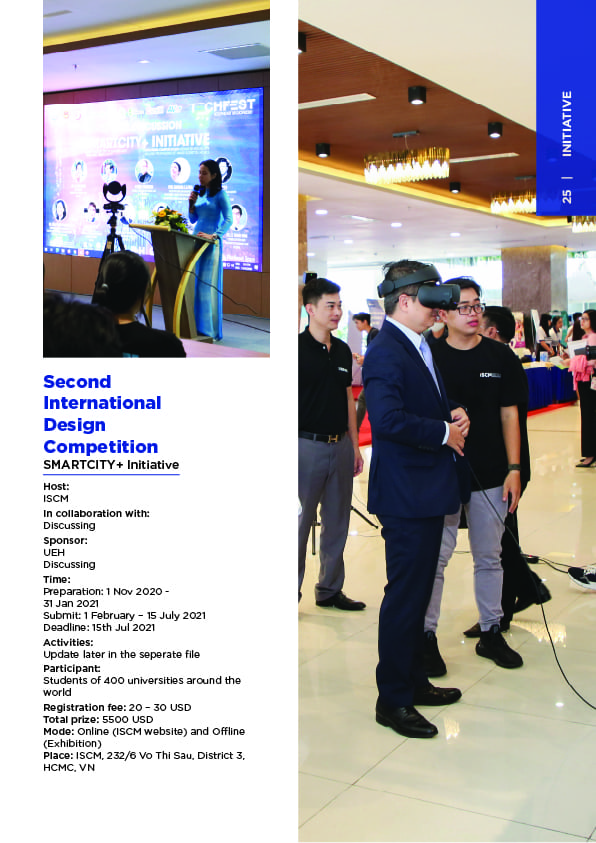 TECHFEST
SMARTCITY+ INITIATIVE
25 | INITIATIVE
ISCM
Second
International
Design
Competition
SMARTCITY+ Initiative
Host:
ISCM
In collaboration with:
Discussing
Sponsor:
UEH
Discussing
Time:
Preparation: 1 Nov 2020 -
31 Jan 2021
Submit: 1 February – 15 July 2021
Deadline: 15th Jul 2021
Activities:
Update later in the seperate file
Participant:
Students of 400 universities around the
world
Registration fee: 20 – 30 USD
Total prize: 5500 USD
Mode: Online (ISCM website) and Offline
(Exhibition)
Place: ISCM, 232/6 Vo Thi Sau, District 3,
HCMC, VN